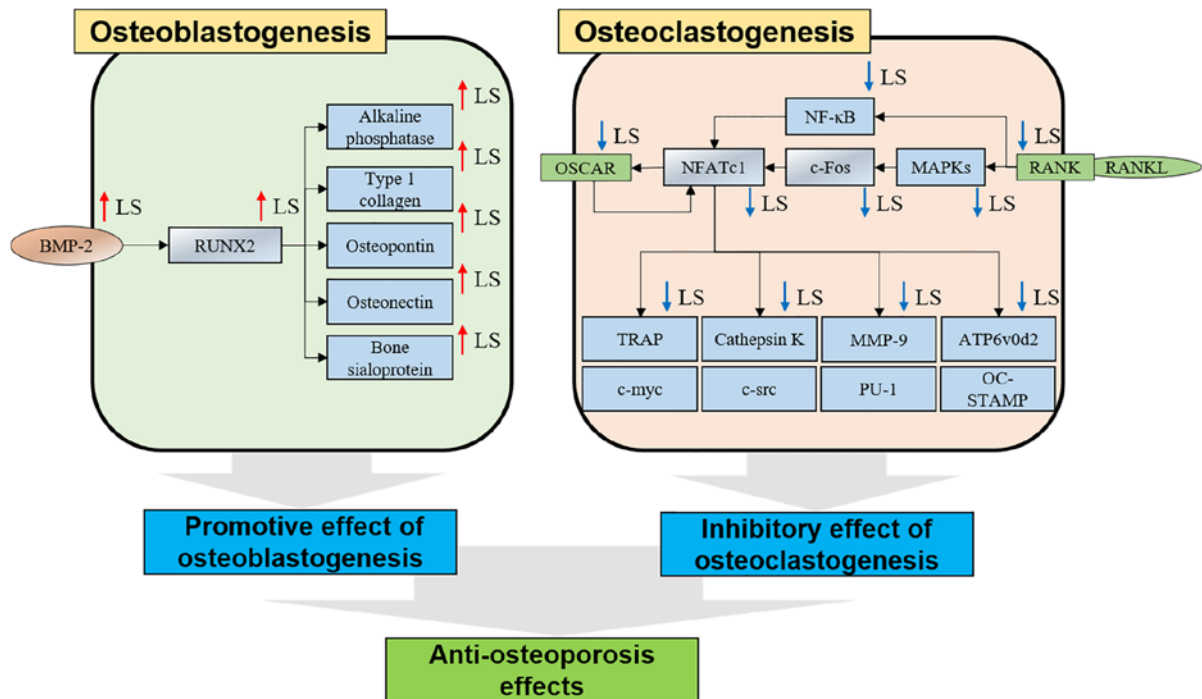 Osteoblastogenesis
LS
Alkaline
phosphatase
LS
Type 1
collagen
LS
LS
LS
BMP-2
RUNX2
Osteopontin
LS
Osteonectin
LS
Bone
sialoprotein
Osteoclastogenesis
LS
NF-κB
LS
LS
OSCAR
NFATc1
c-Fos
MAPKs
RANK
RANKL
LS
LS
LS
LS
LS
LS
LS
TRAP
Cathepsin K
MMP-9
ATP6v0d2
c-myc
c-src
PU-1
OC-
STAMP
Promotive effect of
osteoblastogenesis
Inhibitory effect of
osteoclastogenesis
Anti-osteoporosis
effects